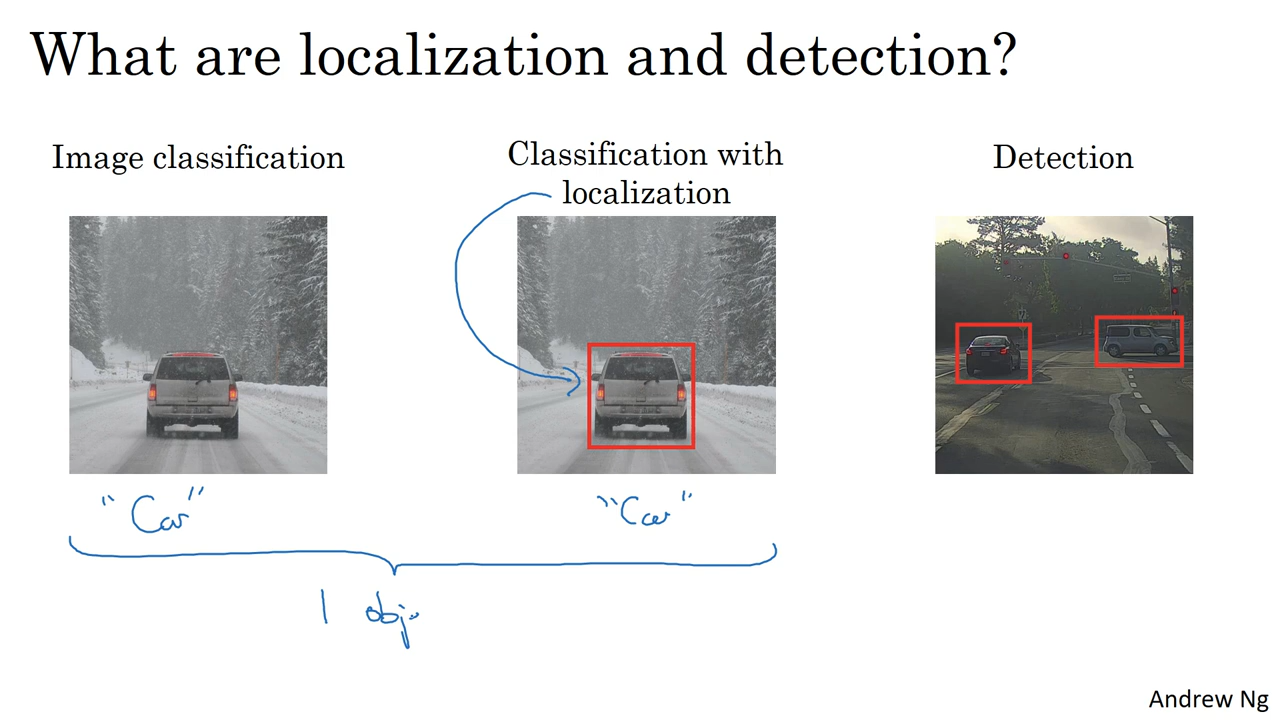 What are localization and detection?
Image classification
Classification with
localization
Detection
"Car"
"Car"
1 obj
Andrew Ng